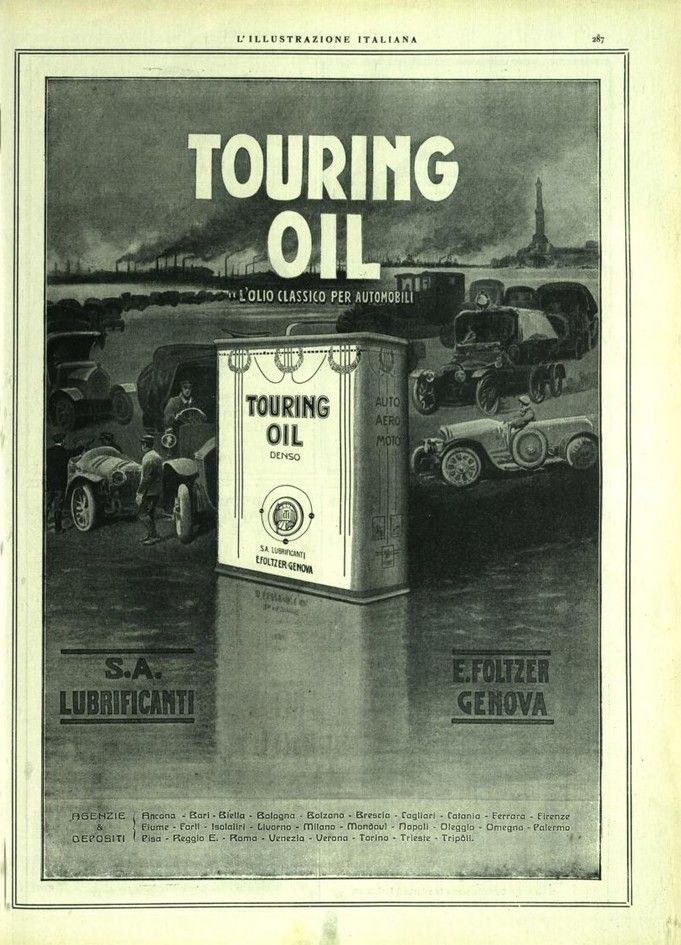 L'ILLUSTRAZIONE ITALIANA 287
TOURING
OIL
L'OLIO CLASSICO PER AUTOMOBILI
TOURING
OIL
DENSO
S.A. LUBRIFICANTI
E.FOLTZER-GENOVA
AUTO
AERO
MOTO
S.A.
LUBRIFICANTI
E.FOLTZER
GENOVA
AGENZIE
&
DEPOSITI
Ancona - Bari - Biella - Bologna - Bolzano - Brescia - Cagliari - Catania - Ferrara - Firenze
Fiume - Forlì - Isolaliri - Livorno - Milano - Mondovì - Napoli - Oleggio - Omegna - Palermo
Pisa - Reggio E. - Roma - Venezia - Verona - Torino - Trieste - Tripoli.